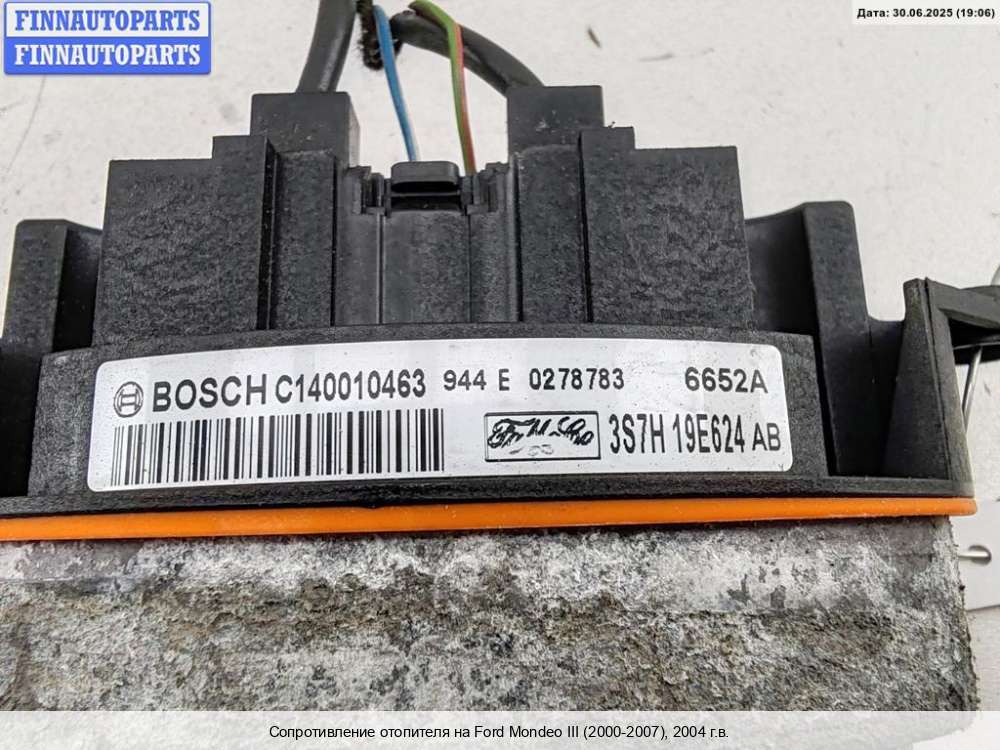 FINNAUTOPARTS
FINNAUTOPARTS
Дата: 30.06.2025 (19:06)
BOSCH C140010463 944 E 0278783 6652A
3S7H 19E624 AB
Сопротивление отопителя на Ford Mondeo III (2000-2007), 2004 г.в.